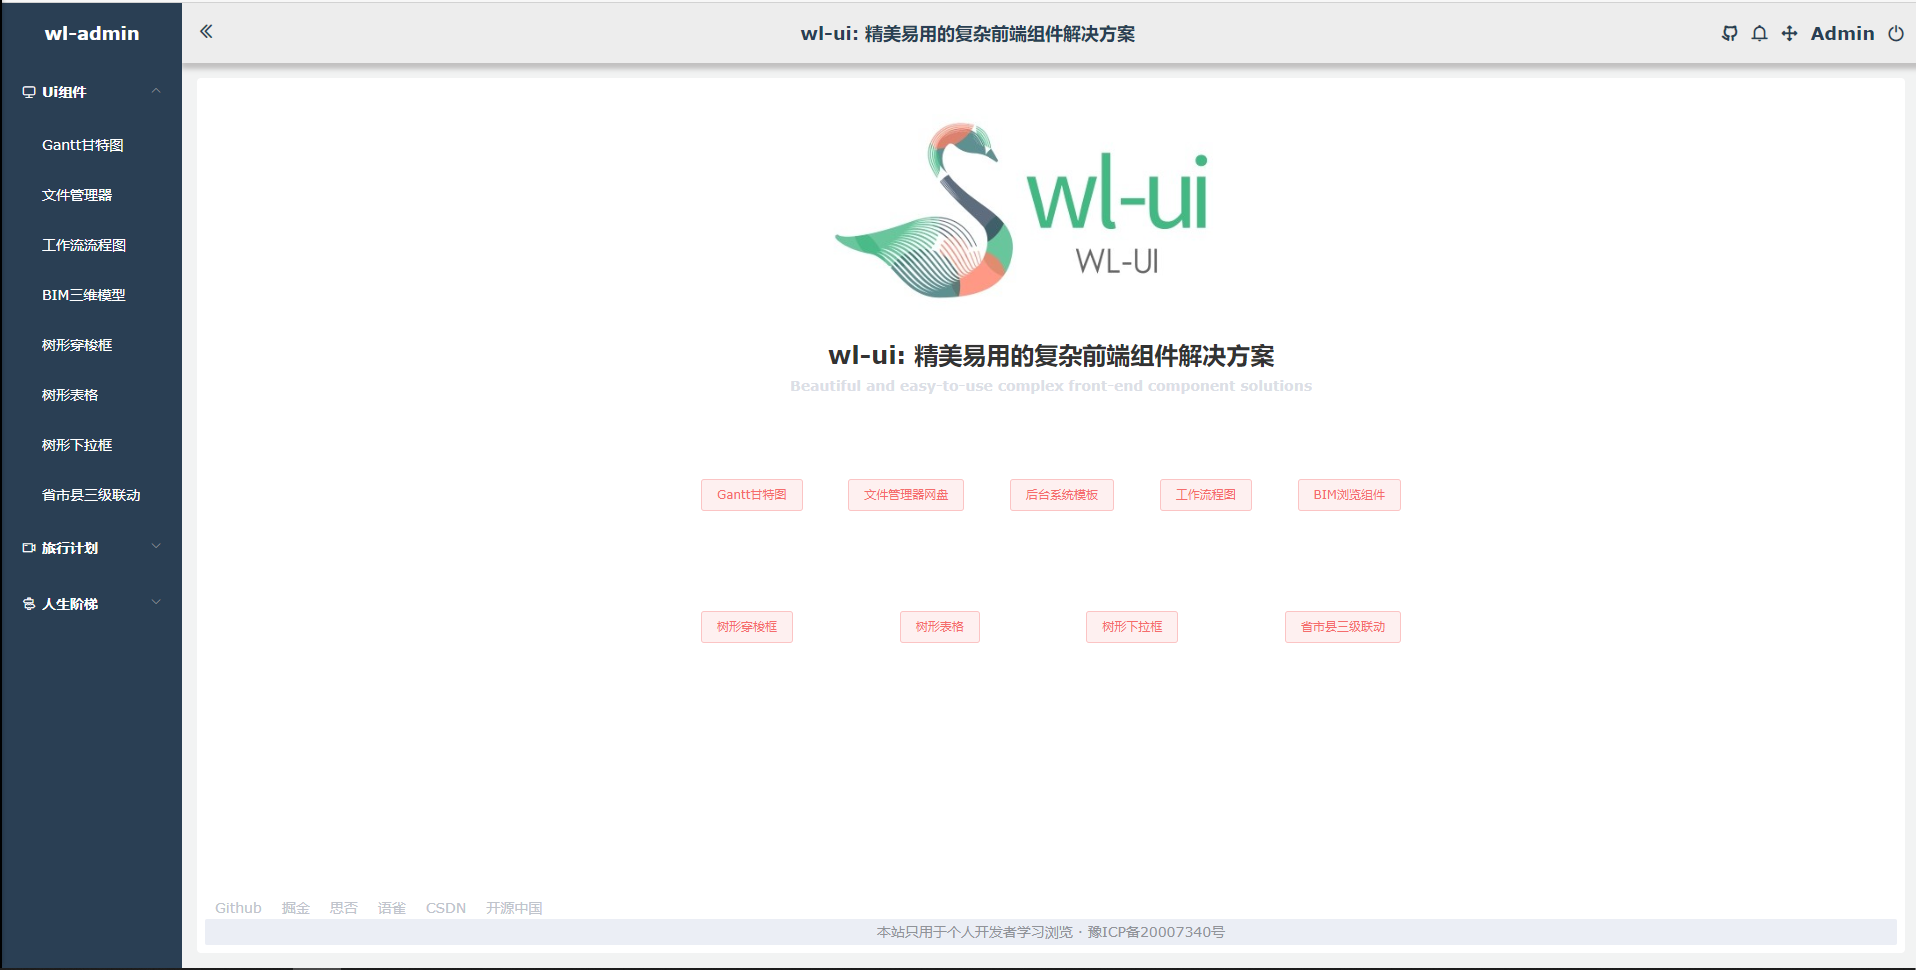 wl-admin
wl-ui: 精美易用的复杂前端组件解决方案
Admin
Ui组件
Gantt甘特图
文件管理器
工作流流程图
BIM三维模型
树形穿梭框
树形表格
树形下拉框
省市县三级联动
旅行计划
人生阶梯
wl-ui
WL-UI
wl-ui: 精美易用的复杂前端组件解决方案
Beautiful and easy-to-use complex front-end component solutions
Gantt甘特图 文件管理器网盘 后台系统模板 工作流程图 BIM浏览组件
树形穿梭框 树形表格 树形下拉框 省市县三级联动
Github 掘金 思否 语雀 CSDN 开源中国
本站只用于个人开发者学习浏览 · 豫ICP备20007340号